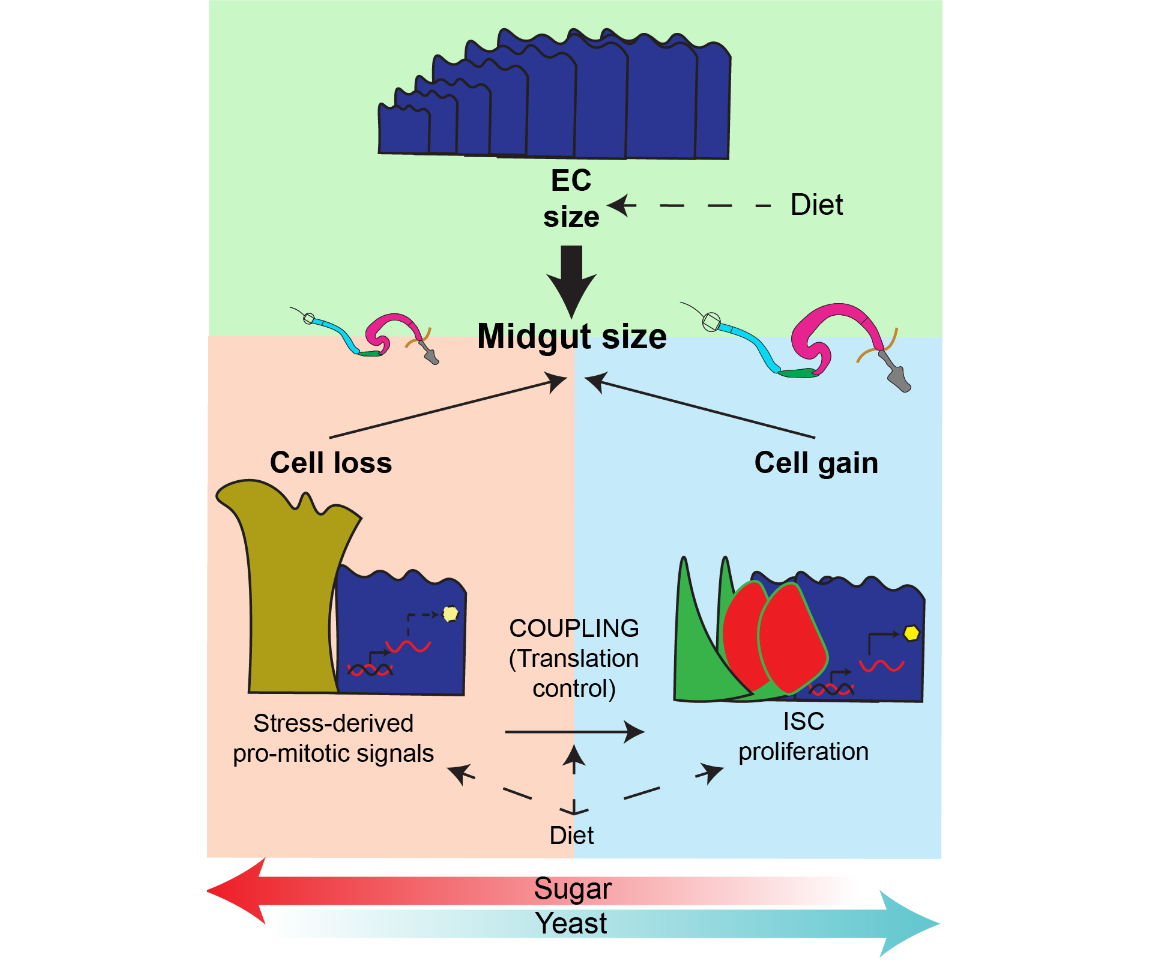 EC
size
Diet
Midgut size
Cell loss
Cell gain
COUPLING
(Translation
control)
Stress-derived
pro-mitotic signals
ISC
proliferation
Diet
Sugar
Yeast